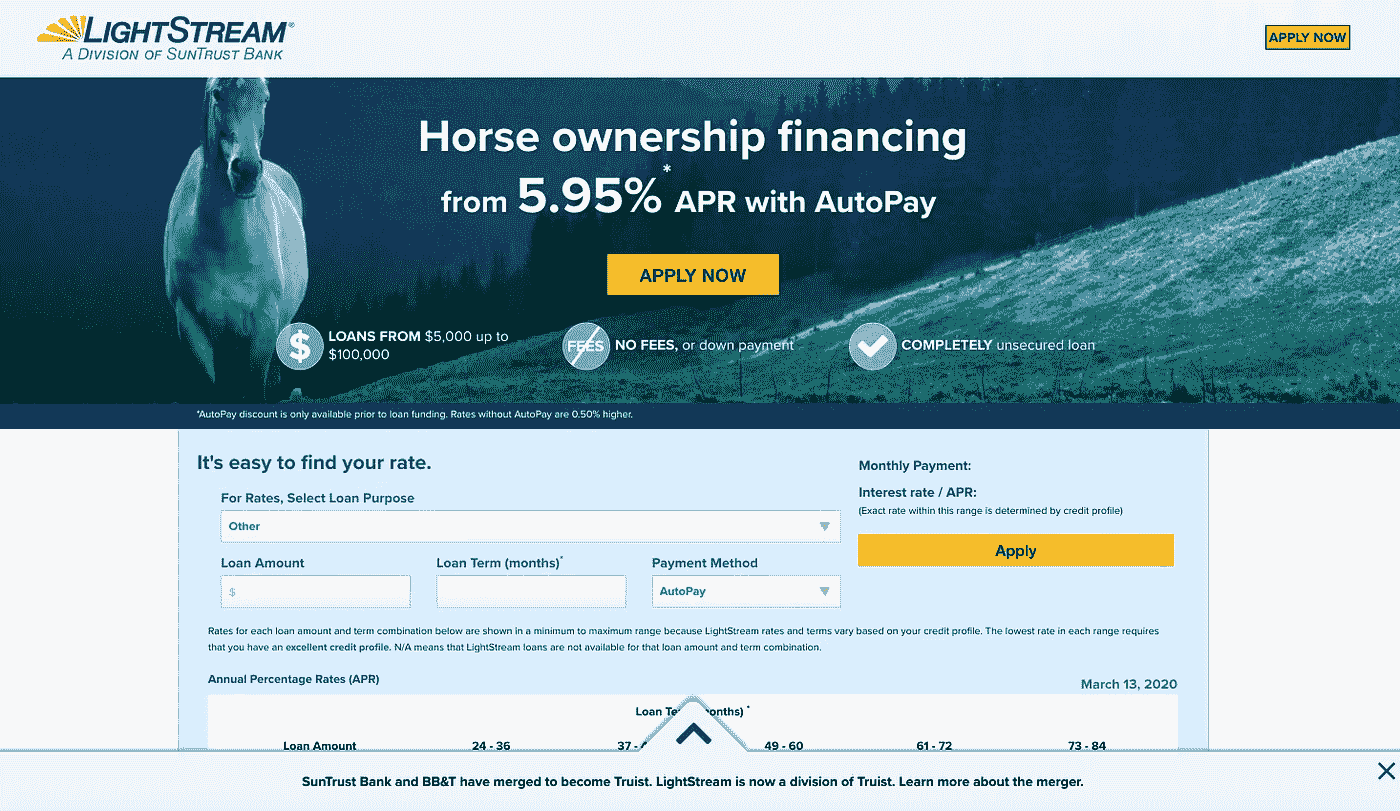 LIGHTSTREAM®
A DIVISION OF SUNTRUST BANK
APPLY NOW
Horse ownership financing
from 5.95%* APR with AutoPay
APPLY NOW
$
LOANS FROM $5,000 up to
$100,000
FEES
NO FEES, or down payment
COMPLETELY unsecured loan
*AutoPay discount is only available prior to loan funding. Rates without AutoPay are 0.50% higher.
It's easy to find your rate.
For Rates, Select Loan Purpose
Other
Loan Amount
$
Loan Term (months)*
Payment Method
AutoPay
Monthly Payment:
Interest rate / APR:
(Exact rate within this range is determined by credit profile)
Apply
Rates for each loan amount and term combination below are shown in a minimum to maximum range because LightStream rates and terms vary based on your credit profile. The lowest rate in each range requires
that you have an excellent credit profile. N/A means that LightStream loans are not available for that loan amount and term combination.
Annual Percentage Rates (APR)
March 13, 2020
Loan onths) *
Loan Amount 24 - 36 37 - 49 - 60 61 - 72 73 - 84
SunTrust Bank and BB&T have merged to become Truist. LightStream is now a division of Truist. Learn more about the merger.